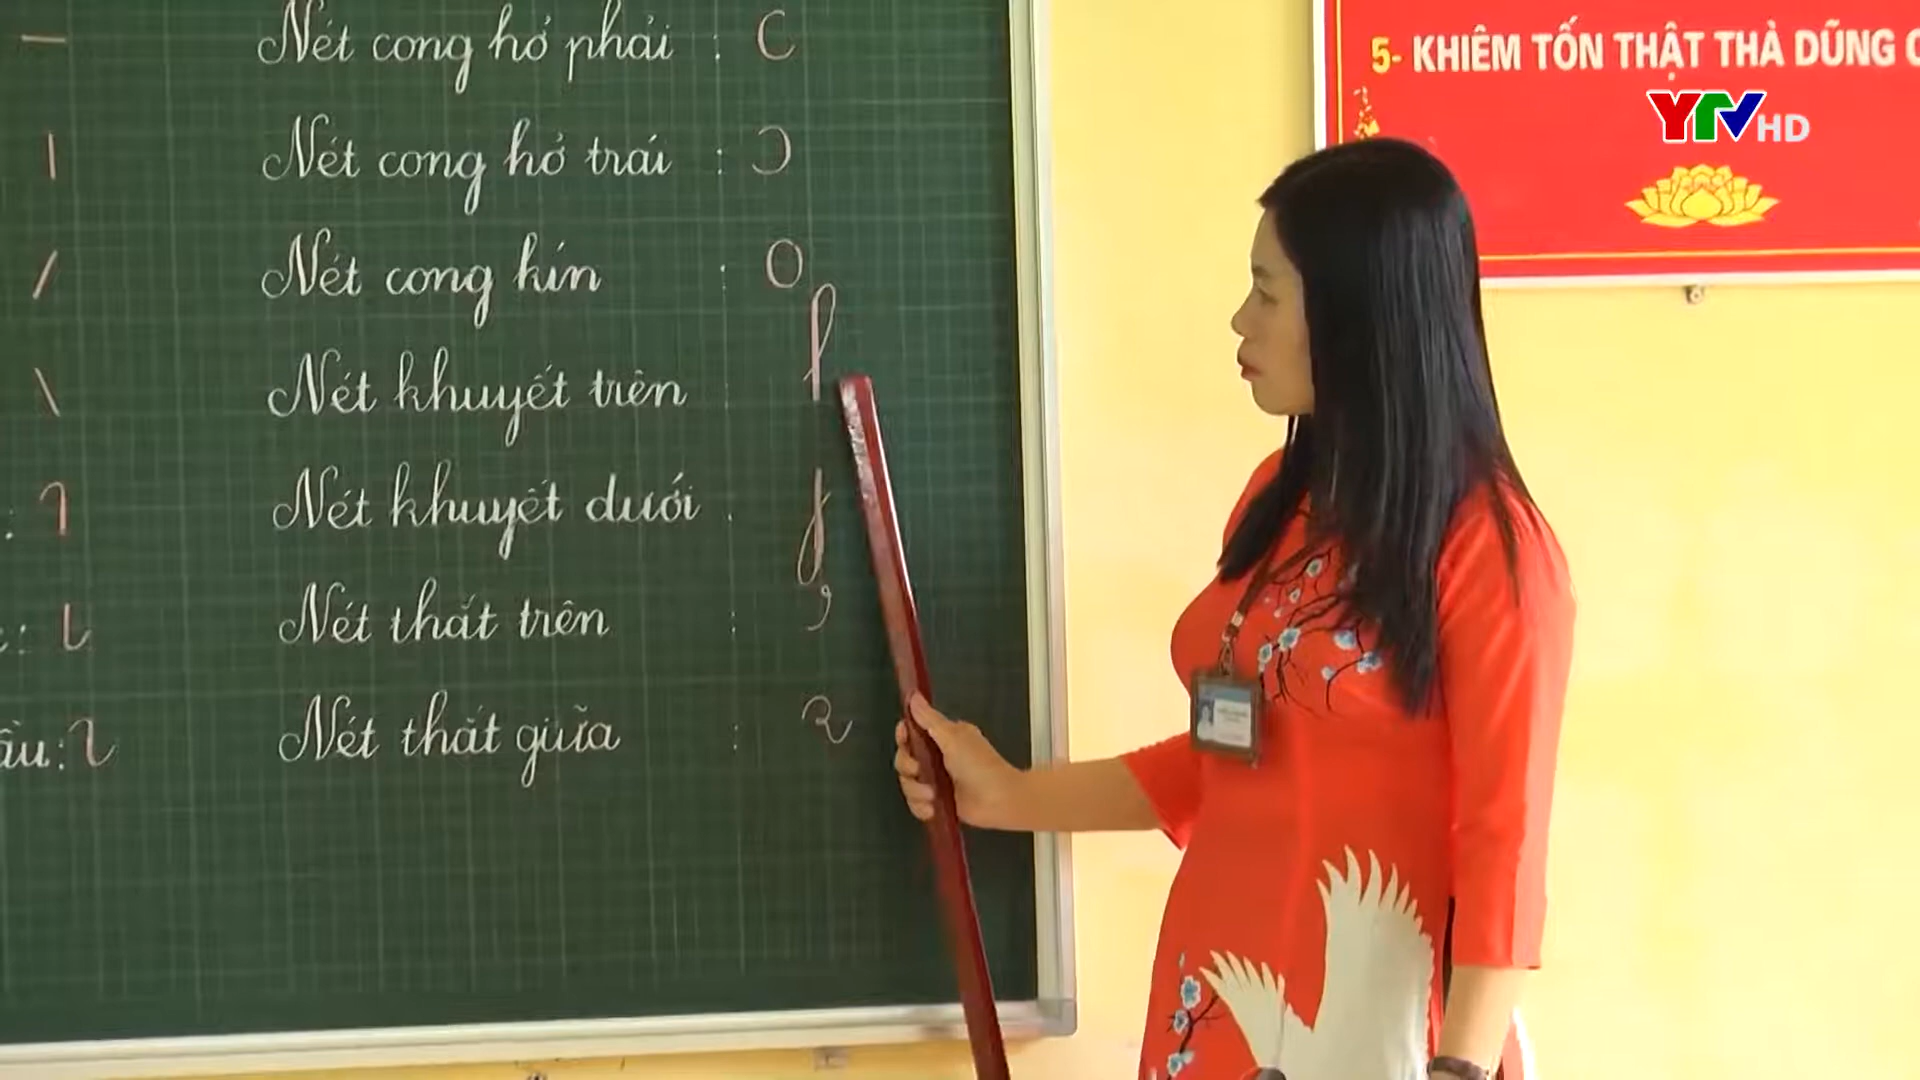 Nét cong hở phải : c
Nét cong hở trái : ɔ
Nét cong kín : o
Nét khuyết trên :
Nét khuyết dưới :
Nét thắt trên :
Nét thắt giữa :
ầu:
5- KHIÊM TỐN THẬT THÀ DŨNG C
YTV HD